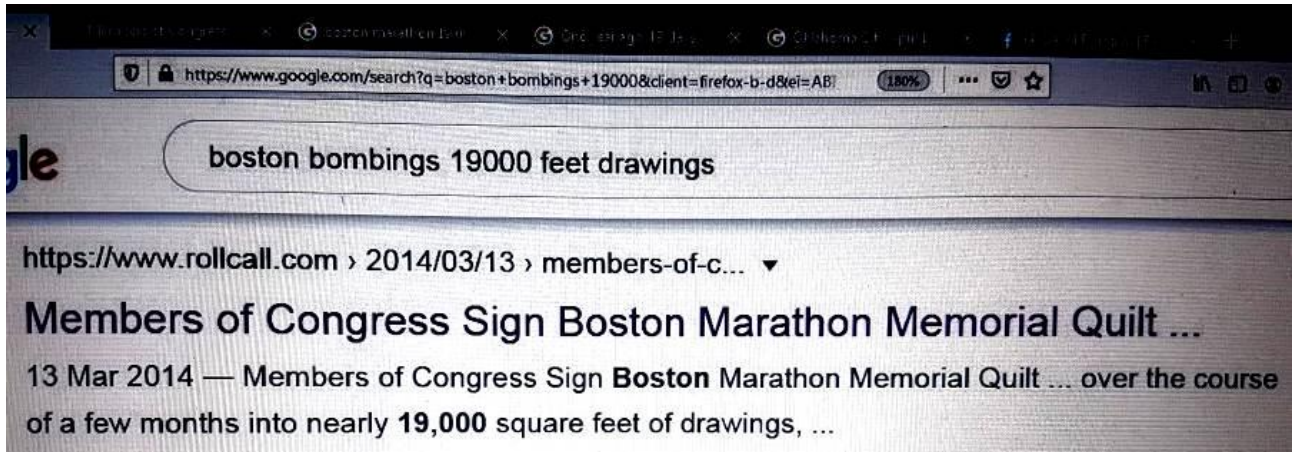 https://www.google.com/search?q=boston+bombings+19000&client=firefox-b-d&ei=AB 180%
gle
boston bombings 19000 feet drawings
https://www.rollcall.com › 2014/03/13 › members-of-c...
Members of Congress Sign Boston Marathon Memorial Quilt ...
13 Mar 2014 — Members of Congress Sign Boston Marathon Memorial Quilt ... over the course
of a few months into nearly 19,000 square feet of drawings, ...